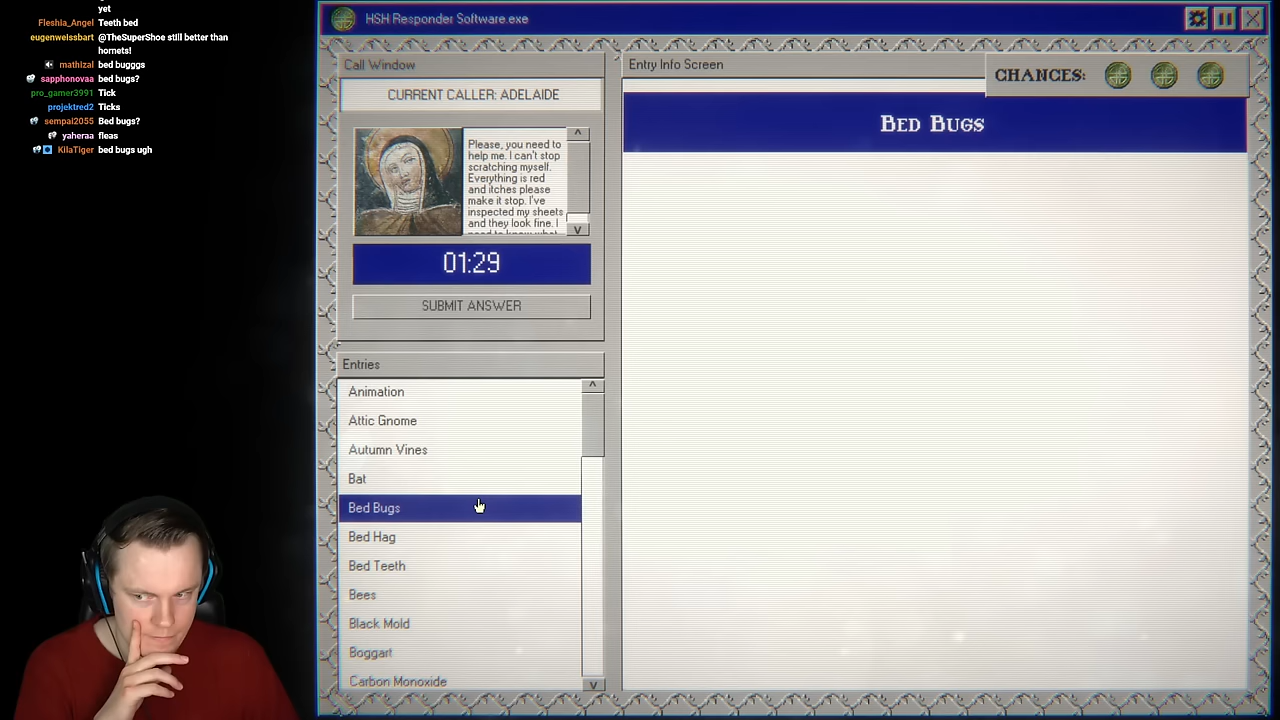 yet
Fleshia_Angel Teeth bed
eugenweissbart @TheSuperShoe still better than
hornets!
mathizal bed bugggs
sapphonovaa bed bugs?
pro_gamer3991 Tick
projektred2 Ticks
sempai2055 Bed bugs?
yaheraa fleas
KilaTiger bed bugs ugh
HSH Responder Software.exe
Call Window
CURRENT CALLER: ADELAIDE
Please, you need to
help me. I can't stop
scratching myself.
Everything is red
and itches please
make it stop. I've
inspected my sheets
and they look fine. I
need to know what
01:29
SUBMIT ANSWER
Entries
Animation
Attic Gnome
Autumn Vines
Bat
Bed Bugs
Bed Hag
Bed Teeth
Bees
Black Mold
Boggart
Carbon Monoxide
Entry Info Screen
CHANCES:
BED BUGS